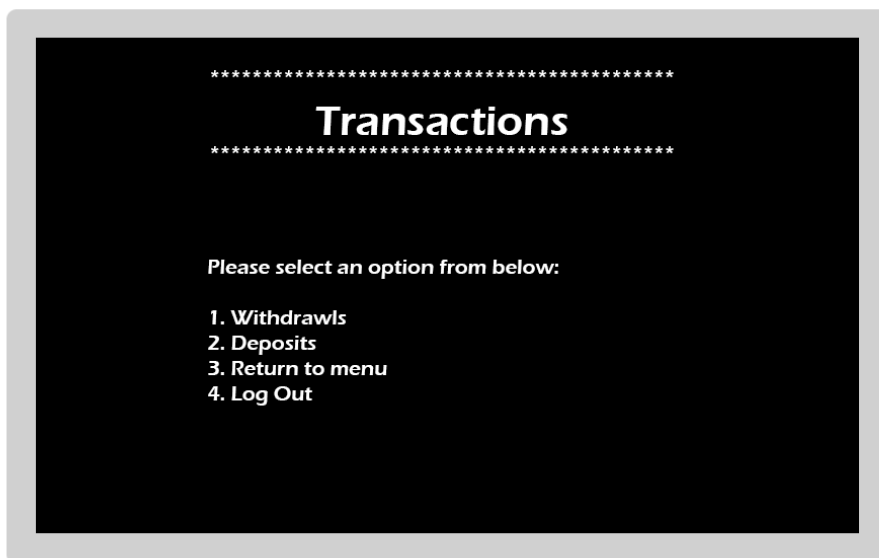 ********************************************
Transactions
********************************************
Please select an option from below:
1. Withdrawls
2. Deposits
3. Return to menu
4. Log Out